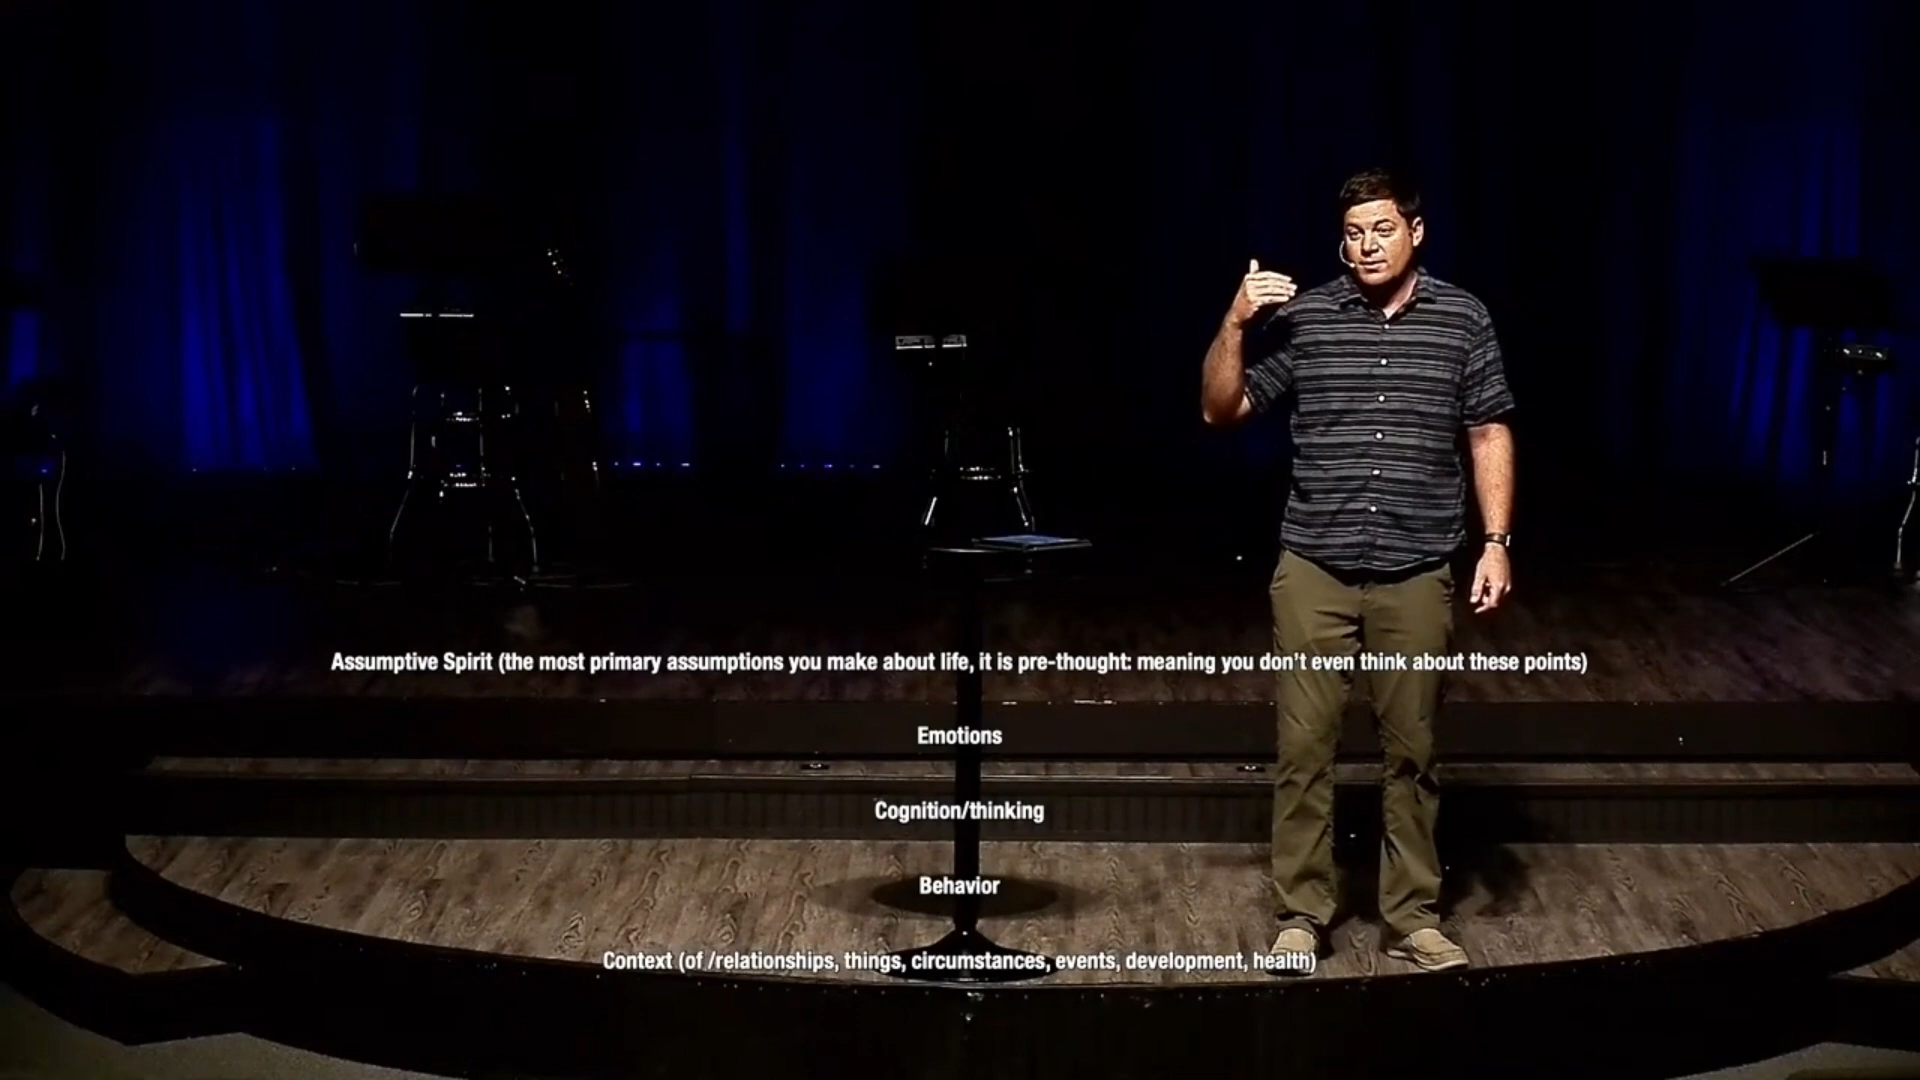 Assumptive Spirit (the most primary assumptions you make about life, it is pre-thought: meaning you don't even think about these points)
Emotions
Cognition/thinking
Behavior
Context (of /relationships, things, circumstances, events, development, health)